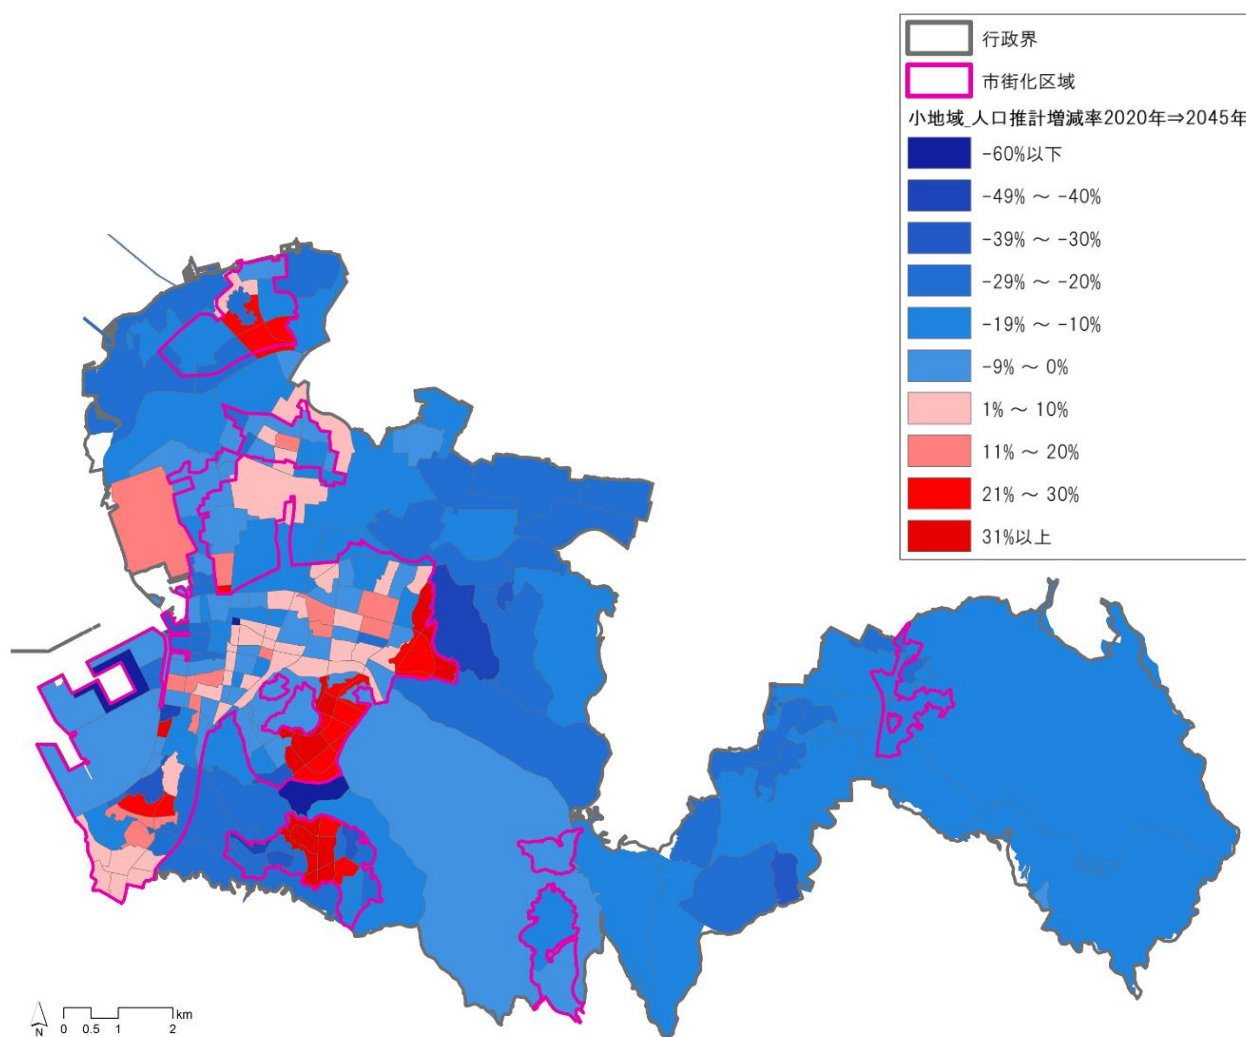 行政界
市街化区域
小地域_人口推計増減率2020年⇒2045年
-60%以下
-49% ～ -40%
-39% ～ -30%
-29% ～ -20%
-19% ～ -10%
-9% ～ 0%
1% ～ 10%
11% ～ 20%
21% ～ 30%
31%以上
N
km
0 0.5 1 2